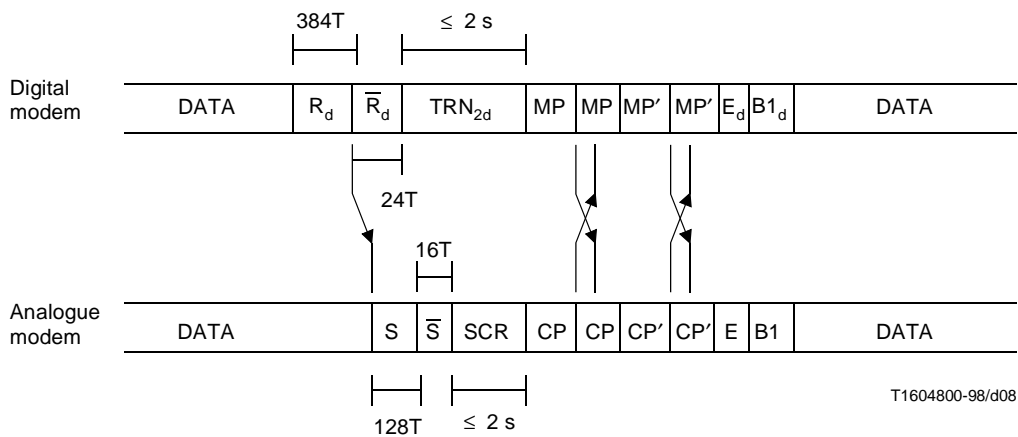 384T
≤ 2 s
Digital modem
DATA
R_d
R̅_d
TRN_2d
MP
MP
MP′
MP′
E_d
B1_d
DATA
24T
16T
Analogue modem
DATA
S
S̅
SCR
CP
CP
CP′
CP′
E
B1
DATA
128T
≤ 2 s
T1604800-98/d08